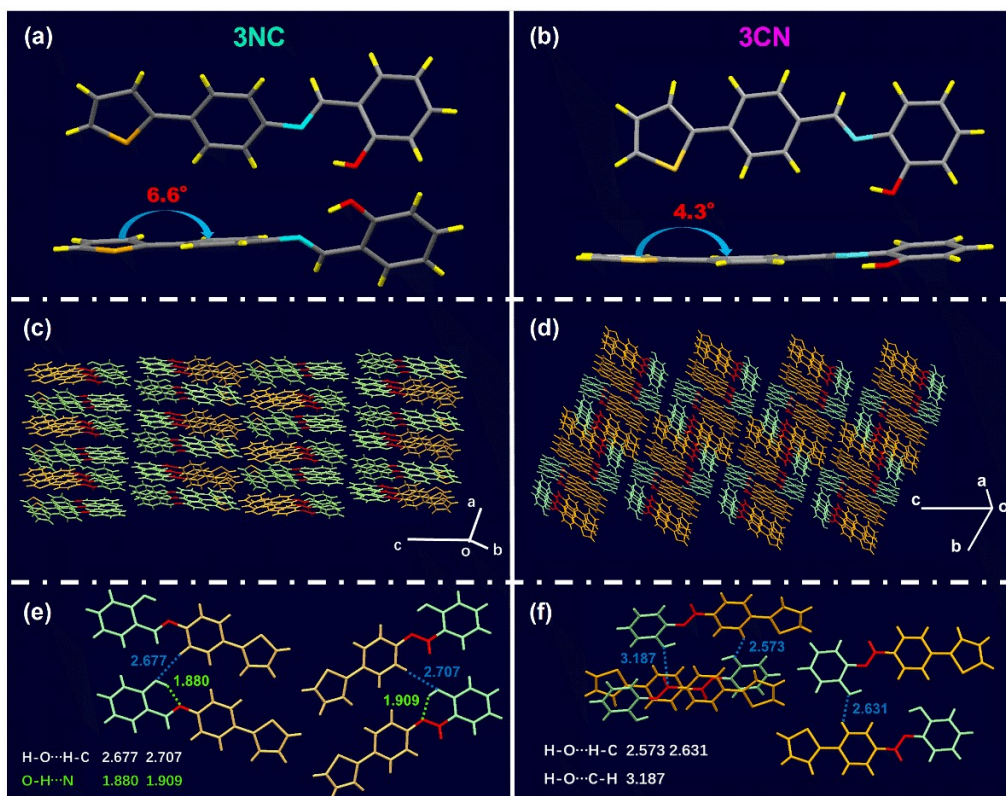 (a)
3NC
6.6°
(b)
3CN
4.3°
(c)
a
c
o
b
(d)
a
c
o
b
(e)
2.677
1.880
2.707
1.909
H-O···H-C 2.677 2.707
O-H···N 1.880 1.909
(f)
2.573
3.187
2.631
H-O···H-C 2.573 2.631
H-O···C-H 3.187